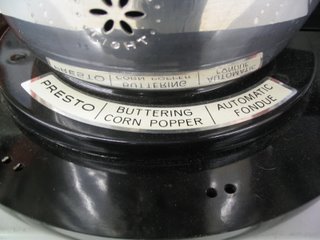 PRESTO
BUTTERING
CORN POPPER
AUTOMATIC
FONDUE